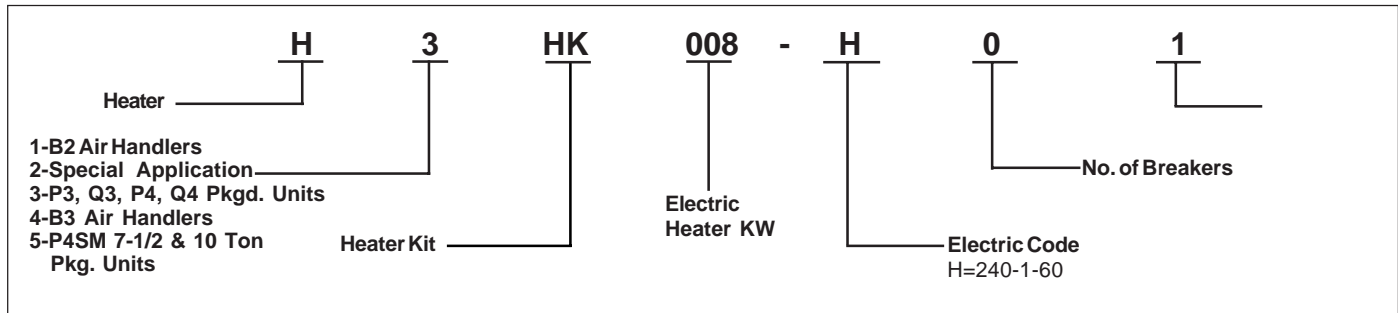 H 3 HK 008 - H 0 1
Heater
1-B2 Air Handlers
2-Special Application
3-P3, Q3, P4, Q4 Pkgd. Units
4-B3 Air Handlers
5-P4SM 7-1/2 & 10 Ton
Pkg. Units
Heater Kit
Electric
Heater KW
Electric Code
H=240-1-60
No. of Breakers